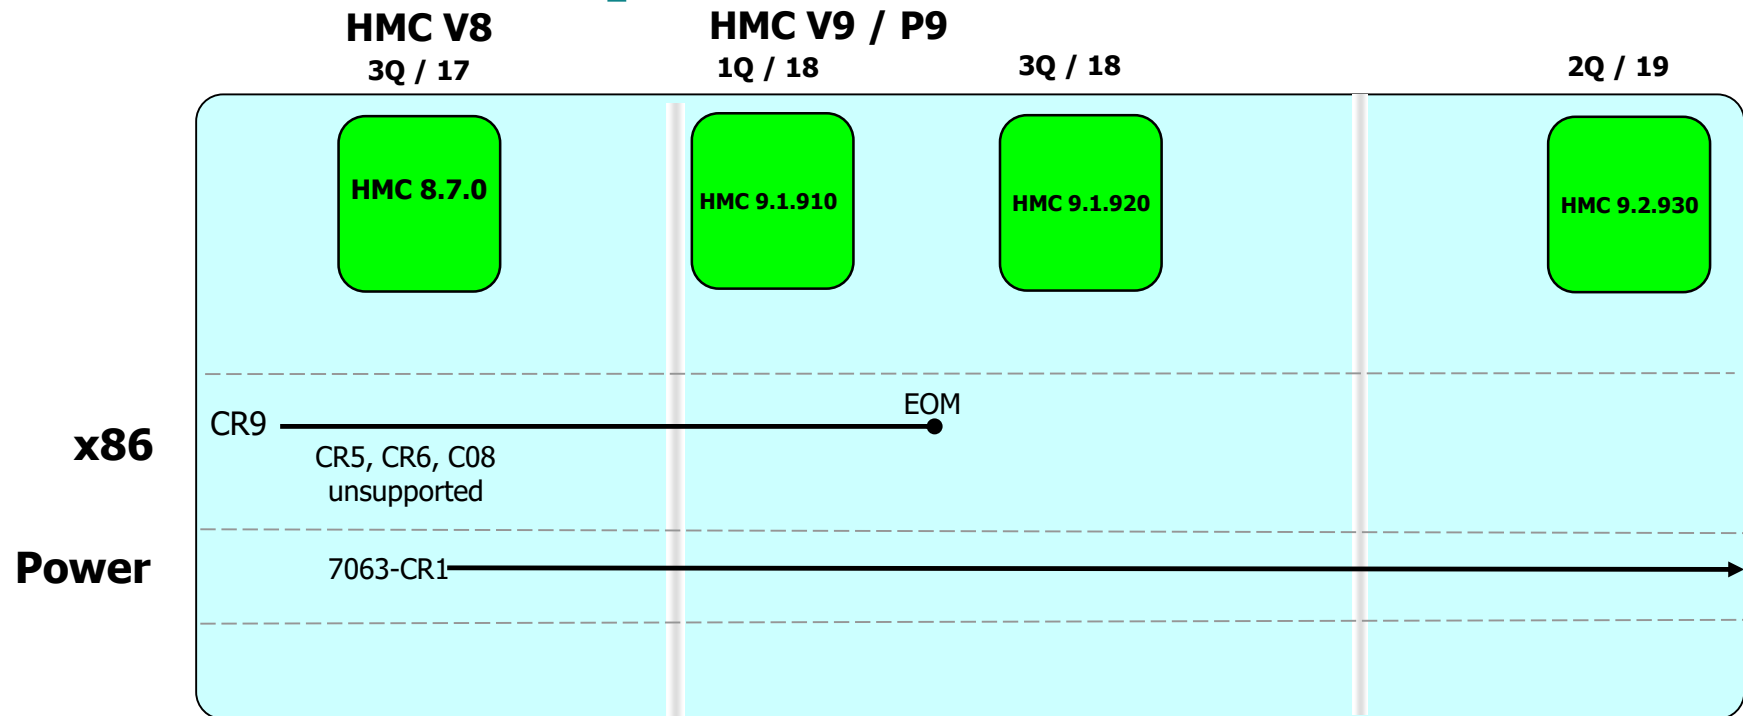 HMC V8
HMC V9 / P9
3Q / 17
1Q / 18
3Q / 18
2Q / 19
HMC 8.7.0
HMC 9.1.910
HMC 9.1.920
HMC 9.2.930
x86
CR9
EOM
CR5, CR6, C08
unsupported
Power
7063-CR1